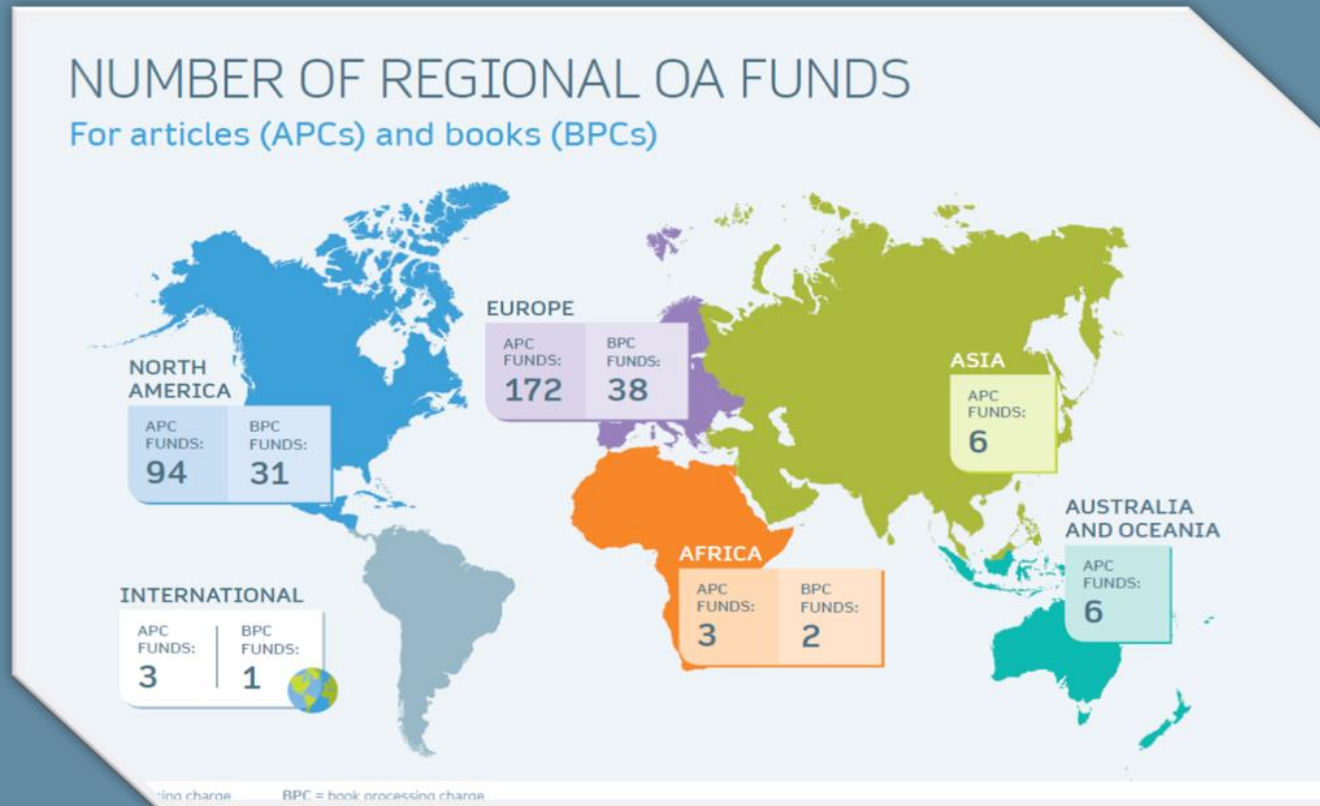 NUMBER OF REGIONAL OA FUNDS
For articles (APCs) and books (BPCs)
NORTH
AMERICA
APC
FUNDS:
94
BPC
FUNDS:
31
EUROPE
APC
FUNDS:
172
BPC
FUNDS:
38
ASIA
APC
FUNDS:
6
AUSTRALIA
AND OCEANIA
APC
FUNDS:
6
AFRICA
APC
FUNDS:
3
BPC
FUNDS:
2
INTERNATIONAL
APC
FUNDS:
3
BPC
FUNDS:
1
charge BPC = book processing charge